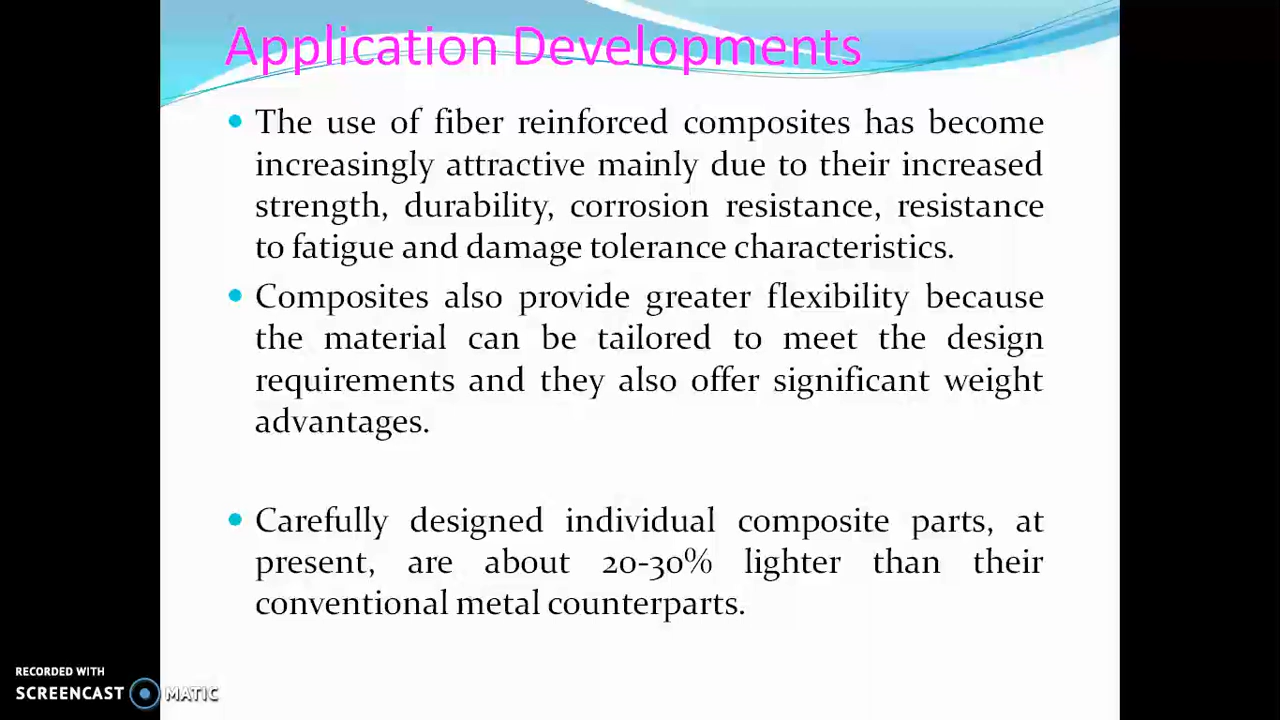 Application Developments
• The use of fiber reinforced composites has become
increasingly attractive mainly due to their increased
strength, durability, corrosion resistance, resistance
to fatigue and damage tolerance characteristics.
• Composites also provide greater flexibility because
the material can be tailored to meet the design
requirements and they also offer significant weight
advantages.
• Carefully designed individual composite parts, at
present, are about 20-30% lighter than their
conventional metal counterparts.
RECORDED WITH
SCREENCAST MATIC